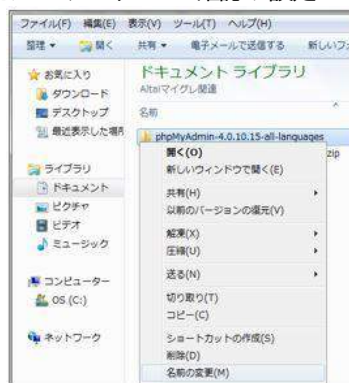 ファイル(F) 編集(E) 表示(V) ツール(T) ヘルプ(H)
整理 ▼ 開く 共有 ▼ 電子メールで送信する 新しいフ
お気に入り
ダウンロード
デスクトップ
最近表示した場所
ライブラリ
ドキュメント
ピクチャ
ビデオ
ミュージック
コンピューター
OS (C:)
ネットワーク
ドキュメント ライブラリ
Altaiマイグレ関連
名前
phpMyAdmin-4.0.10.15-all-languages
zip
開く(O)
新しいウィンドウで開く(E)
共有(H)
以前のバージョンの復元(V)
解凍(X)
圧縮(U)
送る(N)
切り取り(T)
コピー(C)
ショートカットの作成(S)
削除(D)
名前の変更(M)